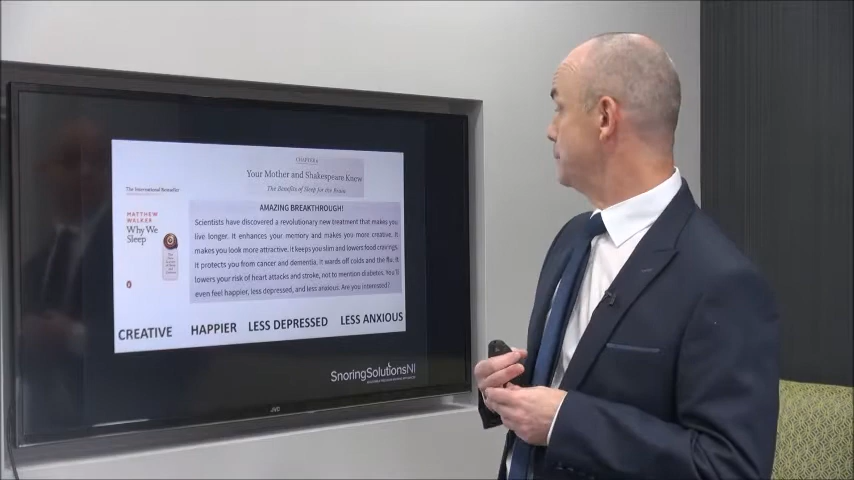 CHAPTER 6
Your Mother and Shakespeare Knew
The Benefits of Sleep for the Brain
The International Bestseller
MATTHEW
WALKER
Why We
Sleep
AMAZING BREAKTHROUGH!
Scientists have discovered a revolutionary new treatment that makes you
live longer. It enhances your memory and makes you more creative. It
makes you look more attractive. It keeps you slim and lowers food cravings.
It protects you from cancer and dementia. It wards off colds and the flu. It
lowers your risk of heart attacks and stroke, not to mention diabetes. You'll
even feel happier, less depressed, and less anxious. Are you interested?
CREATIVE HAPPIER LESS DEPRESSED LESS ANXIOUS
SnoringSolutionsNI
JVC